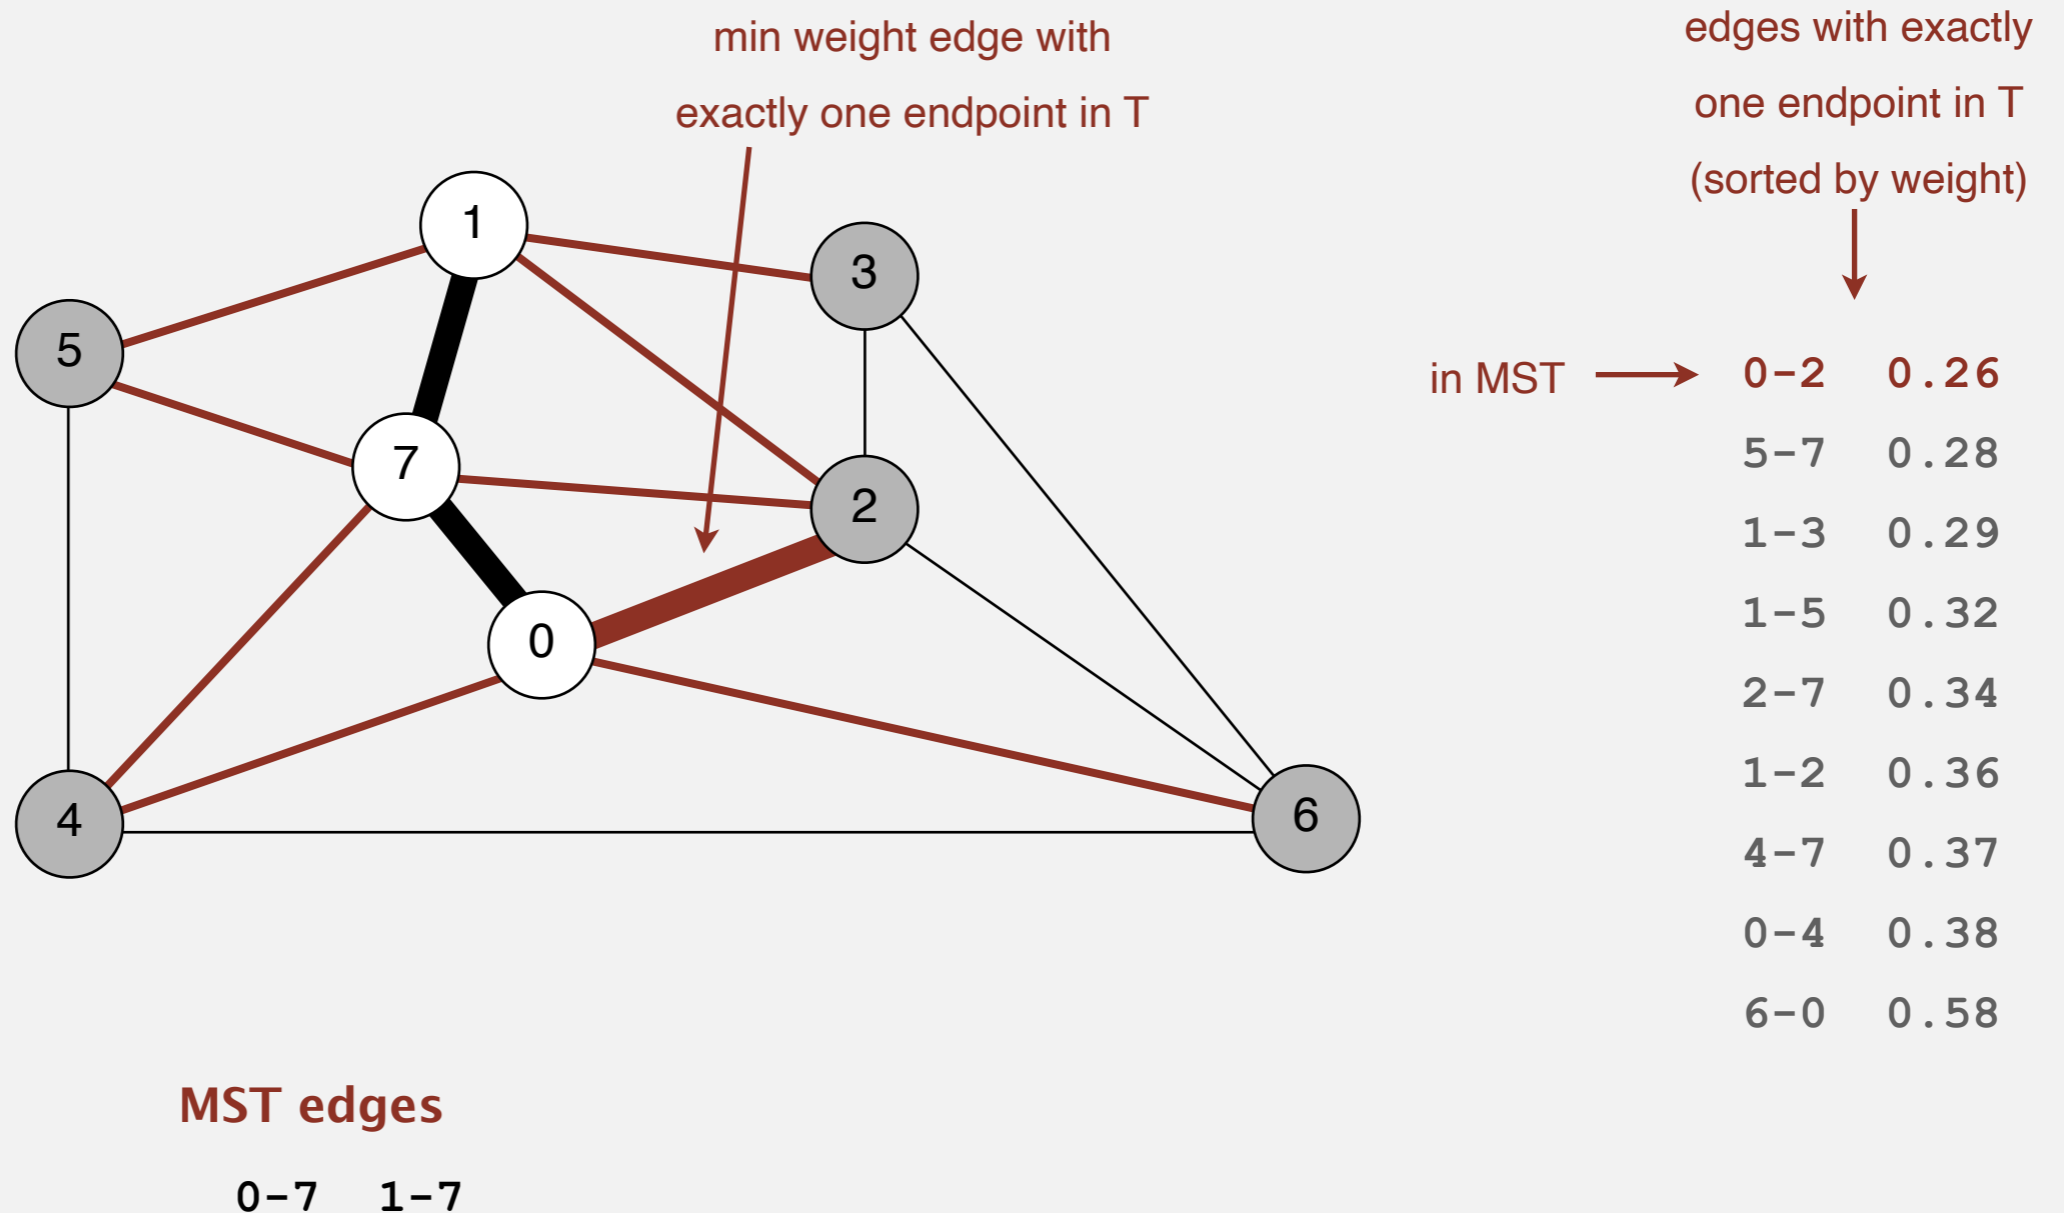 min weight edge with
exactly one endpoint in T
edges with exactly
one endpoint in T
(sorted by weight)
1
3
5
7
2
0
4
6
in MST
0-2 0.26
5-7 0.28
1-3 0.29
1-5 0.32
2-7 0.34
1-2 0.36
4-7 0.37
0-4 0.38
6-0 0.58
MST edges
0-7 1-7